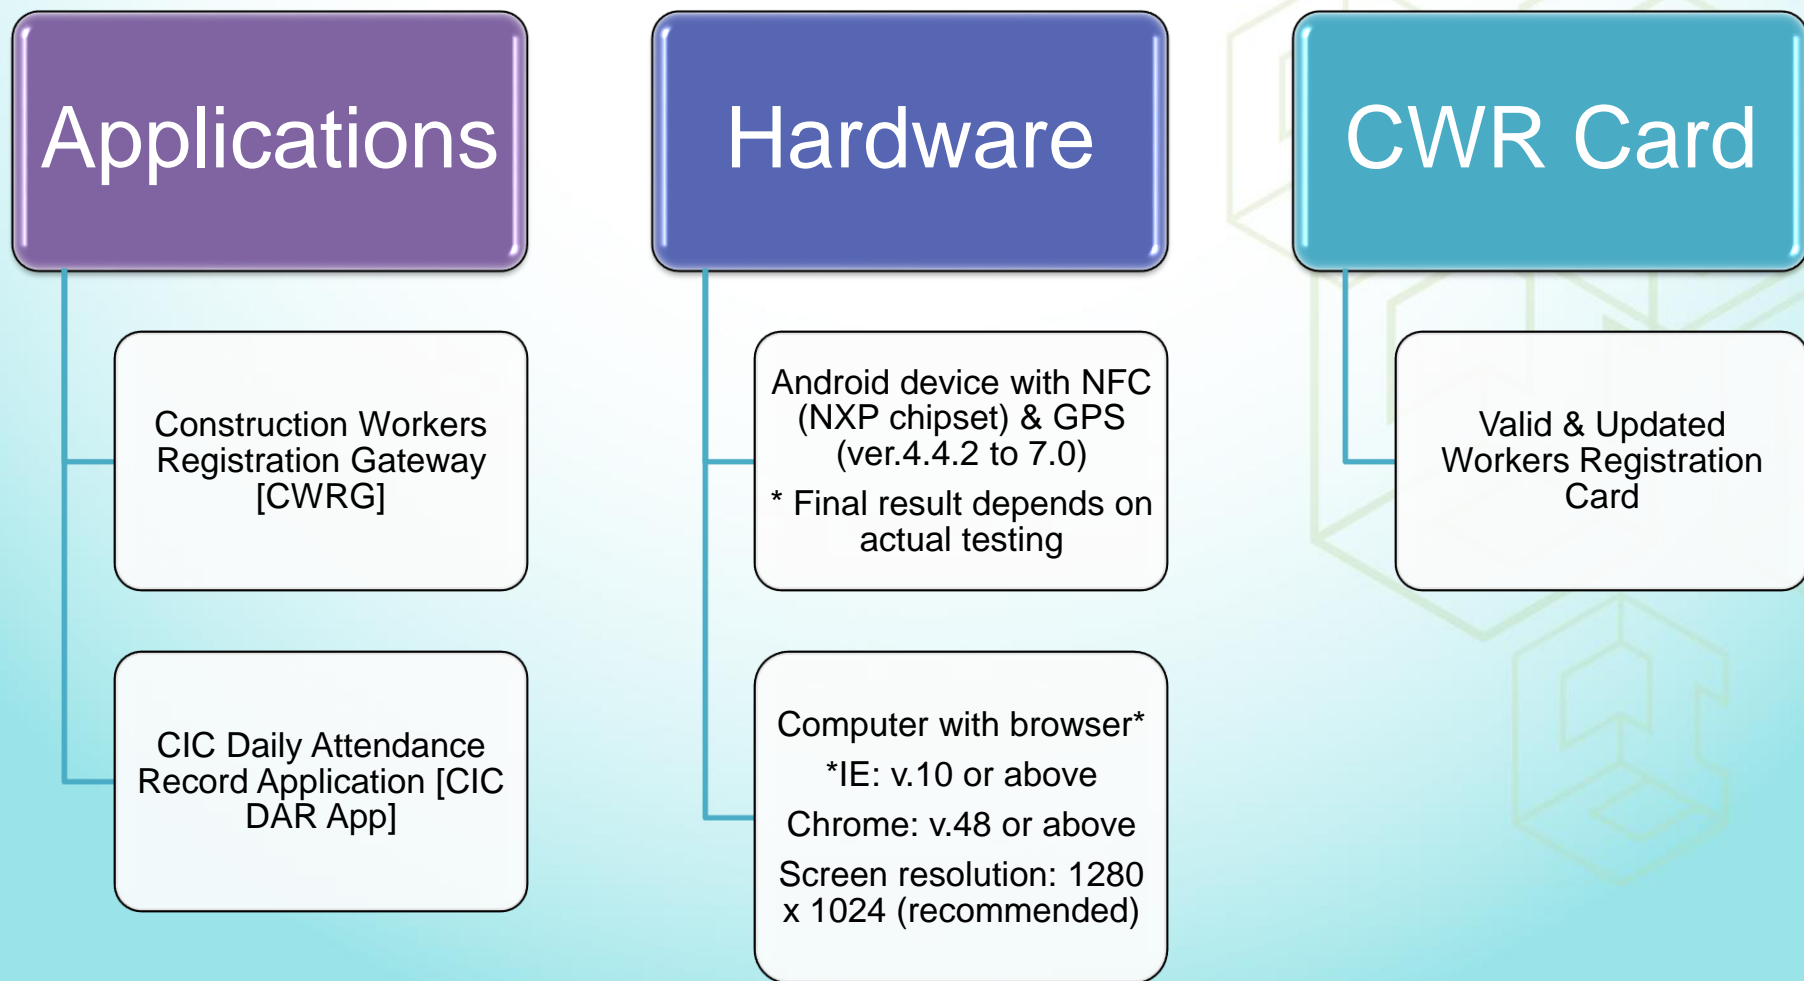 Applications
Construction Workers
Registration Gateway
[CWRG]
CIC Daily Attendance
Record Application [CIC
DAR App]
Hardware
Android device with NFC
(NXP chipset) & GPS
(ver.4.4.2 to 7.0)
* Final result depends on
actual testing
Computer with browser*
*IE: v.10 or above
Chrome: v.48 or above
Screen resolution: 1280
x 1024 (recommended)
CWR Card
Valid & Updated
Workers Registration
Card